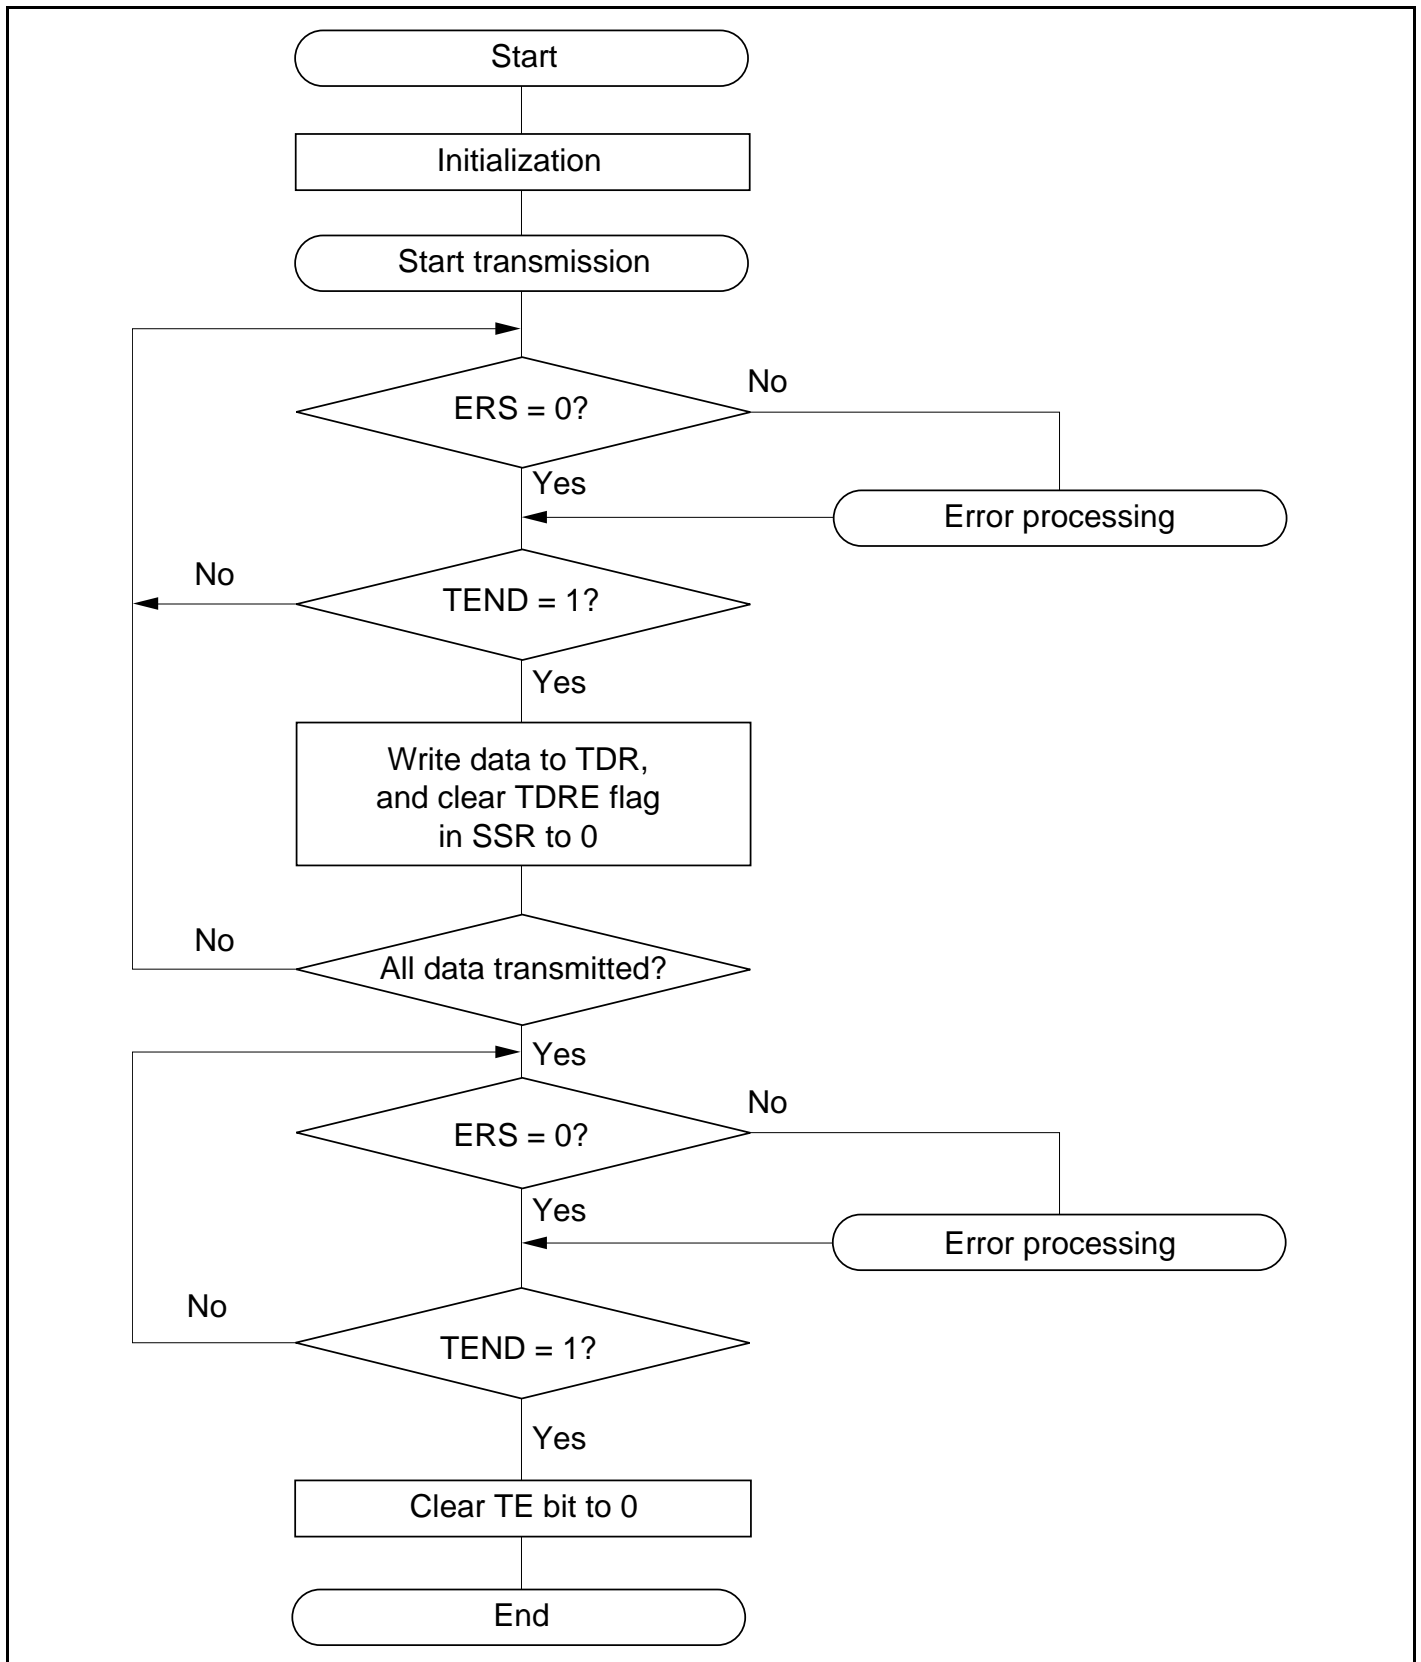 Start
Initialization
Start transmission
No
ERS = 0?
Yes
Error processing
No
TEND = 1?
Yes
Write data to TDR,
and clear TDRE flag
in SSR to 0
No
All data transmitted?
Yes
No
ERS = 0?
Yes
Error processing
No
TEND = 1?
Yes
Clear TE bit to 0
End